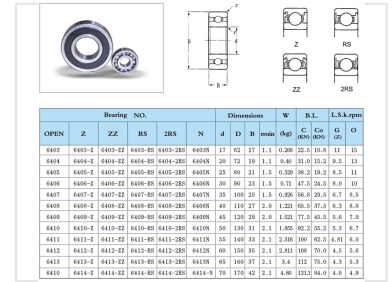 r
r
B
D
d
B
Z
RS
ZZ
2RS
Bearing NO. Dimensions W B.L. L.S.k.rpm
OPEN Z ZZ RS 2RS N d D B rmin (kg) C (KN) Co (KN) G (Z) O
6403 6403-Z 6403-ZZ 6403-RS 6403-2RS 6403N 17 62 17 1.1 0.268 22.5 10.8 11 15
6404 6404-Z 6404-ZZ 6404-RS 6404-2RS 6404N 20 72 19 1.1 0.40 31.0 15.2 9.5 13
6405 6405-Z 6405-ZZ 6405-RS 6405-2RS 6405N 25 80 21 1.5 0.529 38.2 19.2 8.5 11
6406 6406-Z 6406-ZZ 6406-RS 6406-2RS 6406N 30 90 23 1.5 0.71 47.5 24.5 8.0 10
6407 6407-Z 6407-ZZ 6407-RS 6407-2RS 6407N 35 100 25 1.5 0.926 56.8 29.5 6.7 8.5
6408 6408-Z 6408-ZZ 6408-RS 6408-2RS 6408N 40 110 27 2.0 1.221 65.5 37.5 6.3 8.0
6409 6409-Z 6409-ZZ 6409-RS 6409-2RS 6409N 45 120 29 2.0 1.521 77.5 45.5 5.6 7.0
6410 6410-Z 6410-ZZ 6410-RS 6410-2RS 6410N 50 130 31 2.1 1.855 92.2 55.2 5.3 6.7
6411 6411-Z 6411-ZZ 6411-RS 6411-2RS 6411N 55 140 33 2.1 2.316 100 62.5 4.81 6.0
6412 6412-Z 6412-ZZ 6412-RS 6412-2RS 6412N 60 150 35 2.1 2.811 108 70.0 4.5 5.6
6413 6413-Z 6413-ZZ 6413-RS 6413-2RS 6413N 65 160 37 2.1 3.4 112 75.0 4.3 5.3
6410 6414-Z 6414-ZZ 6414-RS 6414-2RS 6414-N 70 170 42 2.1 4.80 121.1 84.0 4.0 4.9